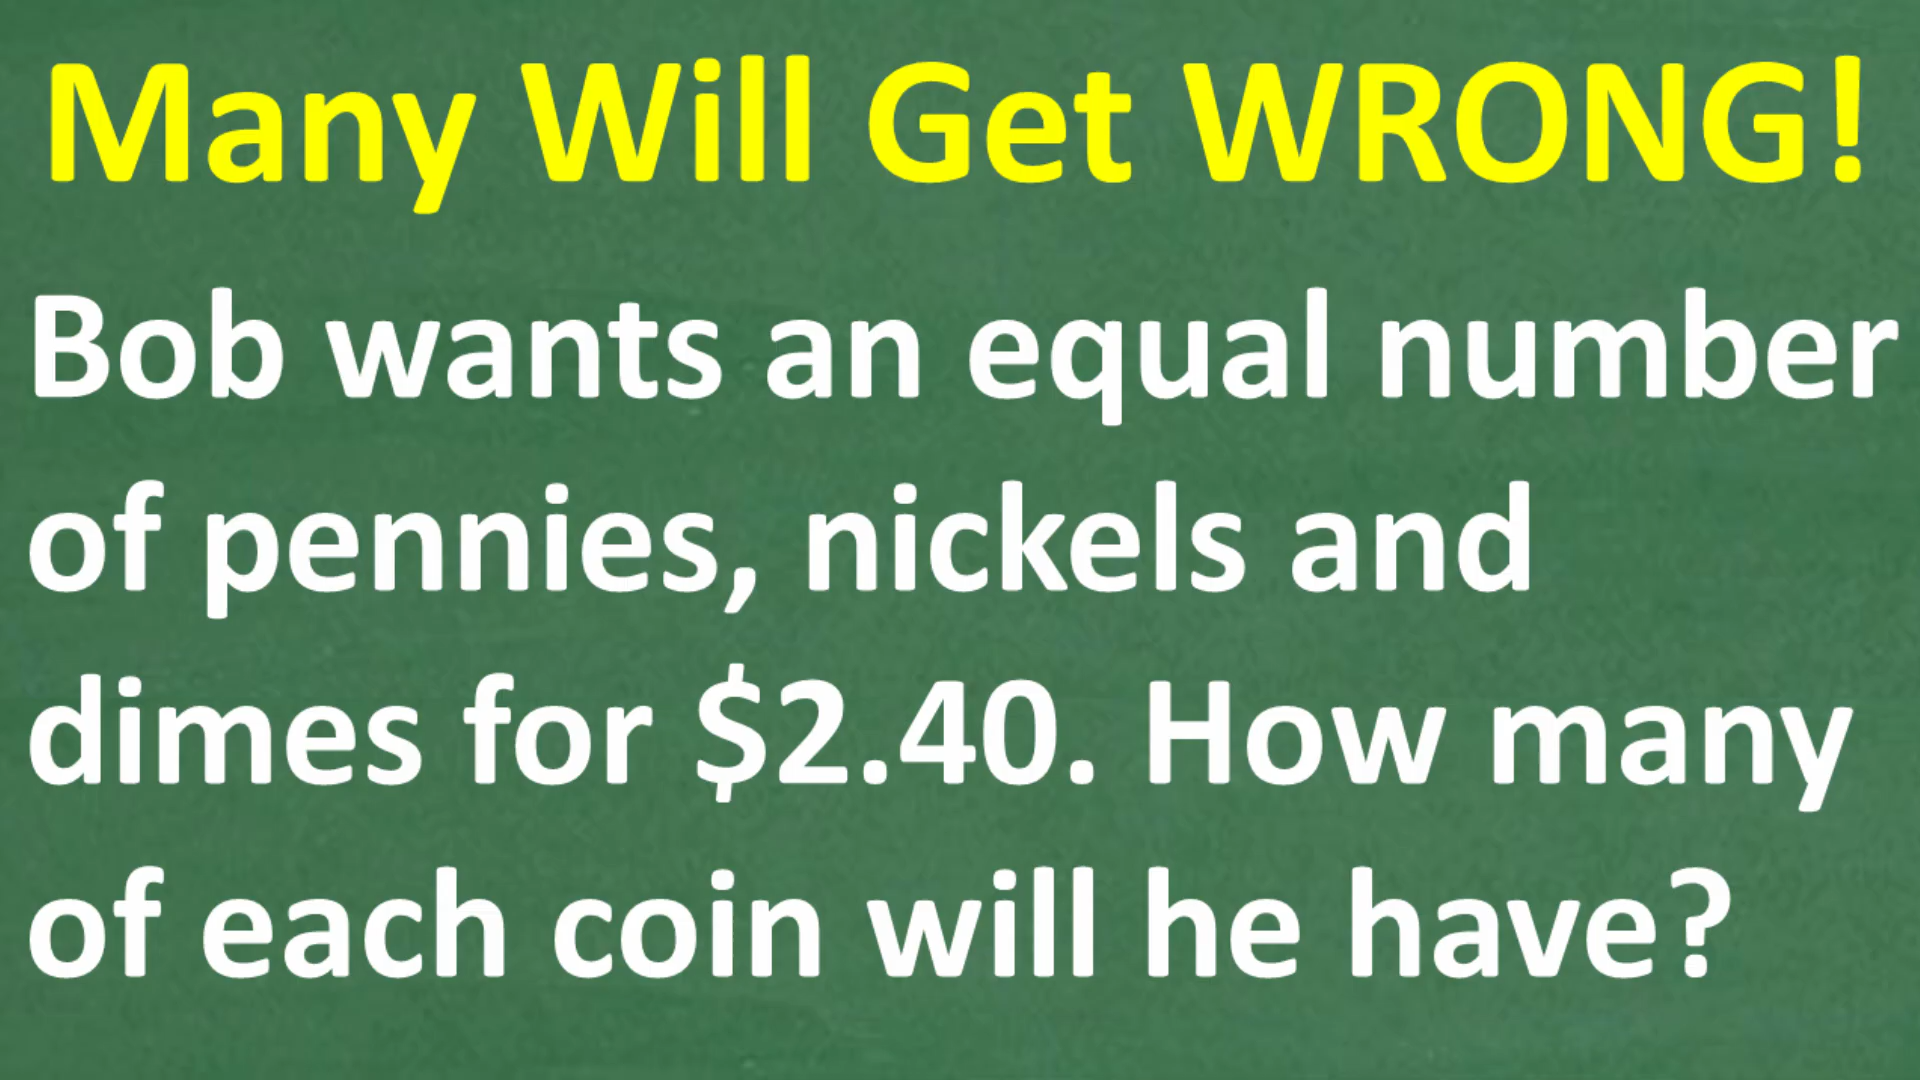 Many Will Get WRONG!
Bob wants an equal number
of pennies, nickels and
dimes for $2.40. How many
of each coin will he have?